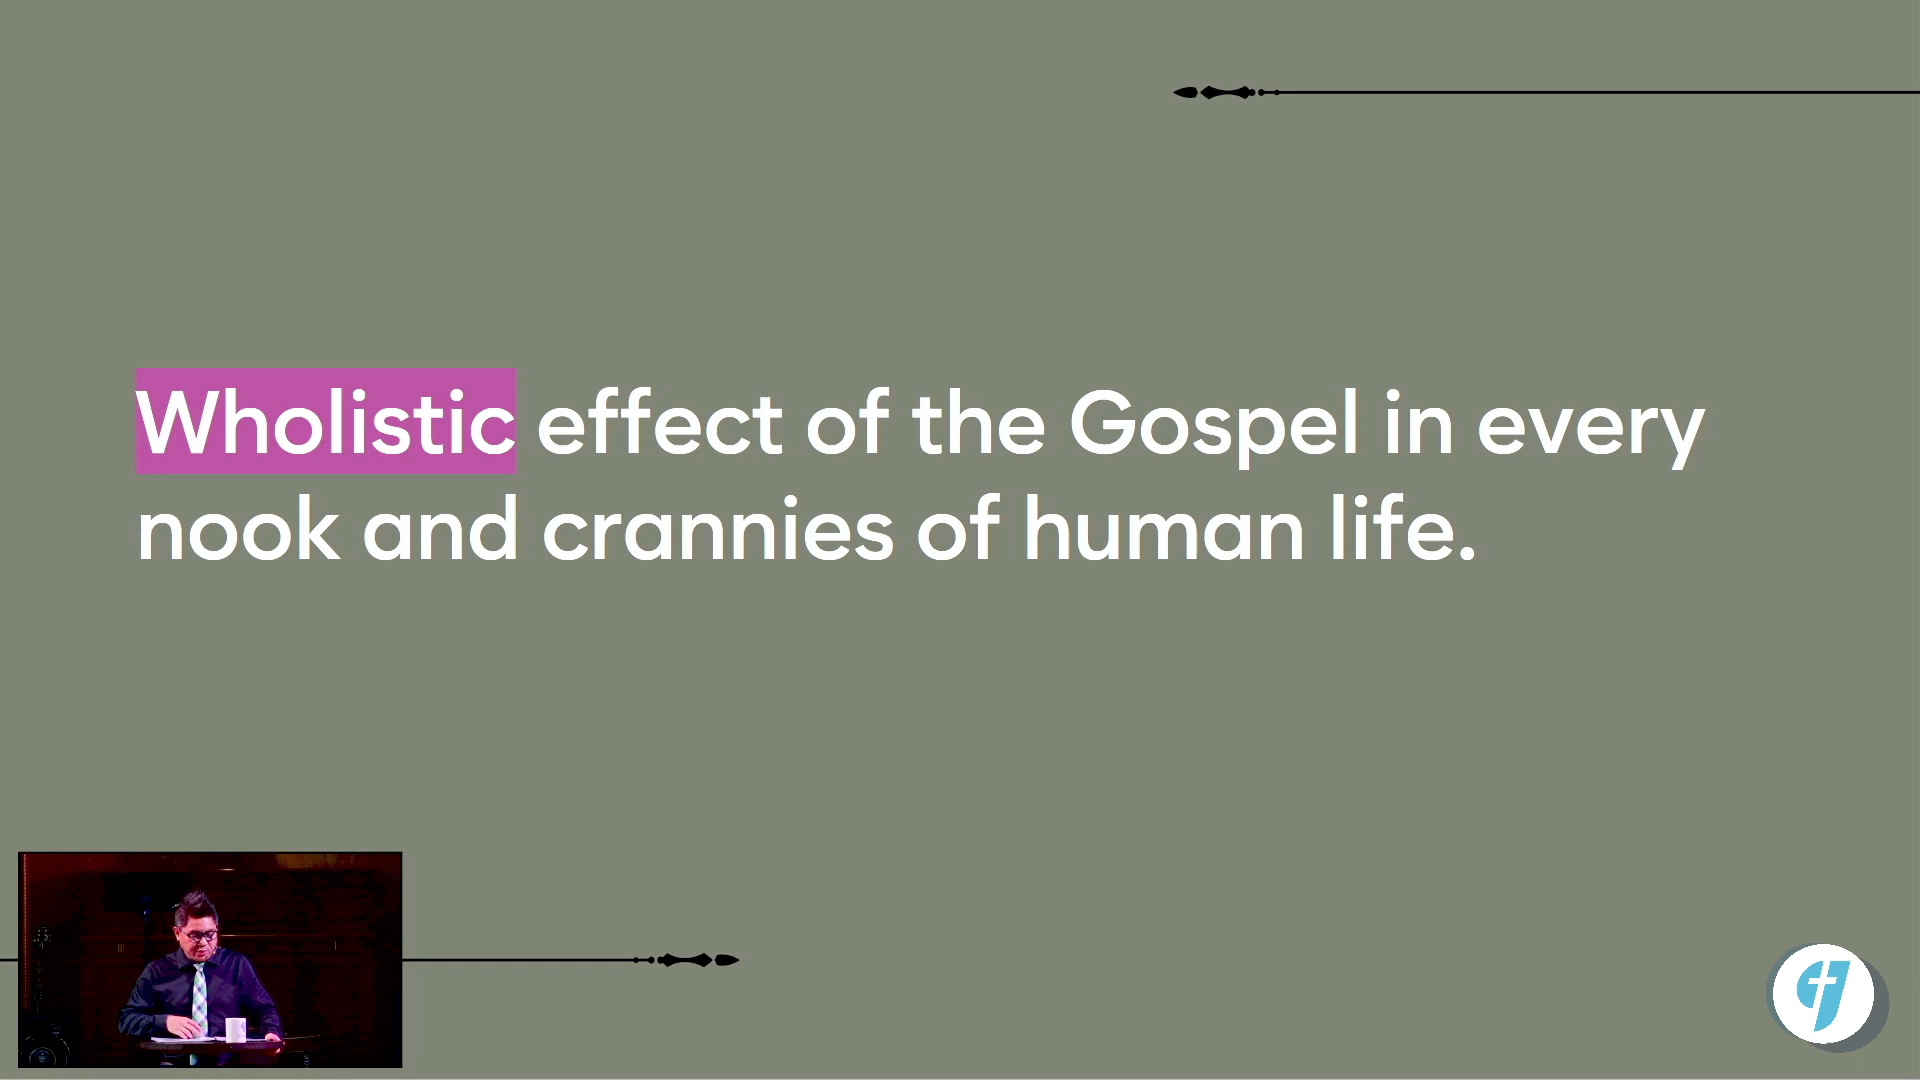 Wholistic effect of the Gospel in every
nook and crannies of human life.